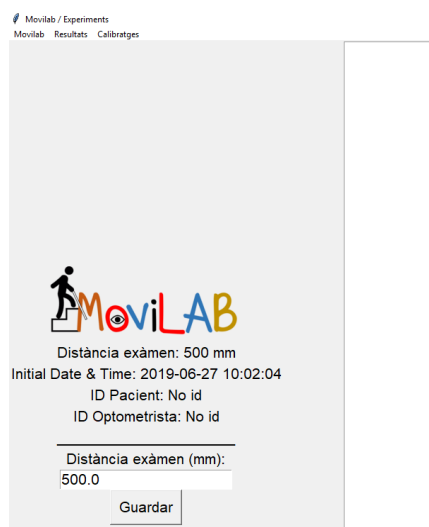 Movilab / Experiments
Movilab Resultats Calibratges
MoviLAB
Distància exàmen: 500 mm
Initial Date & Time: 2019-06-27 10:02:04
ID Pacient: No id
ID Optometrista: No id
Distància exàmen (mm):
500.0
Guardar